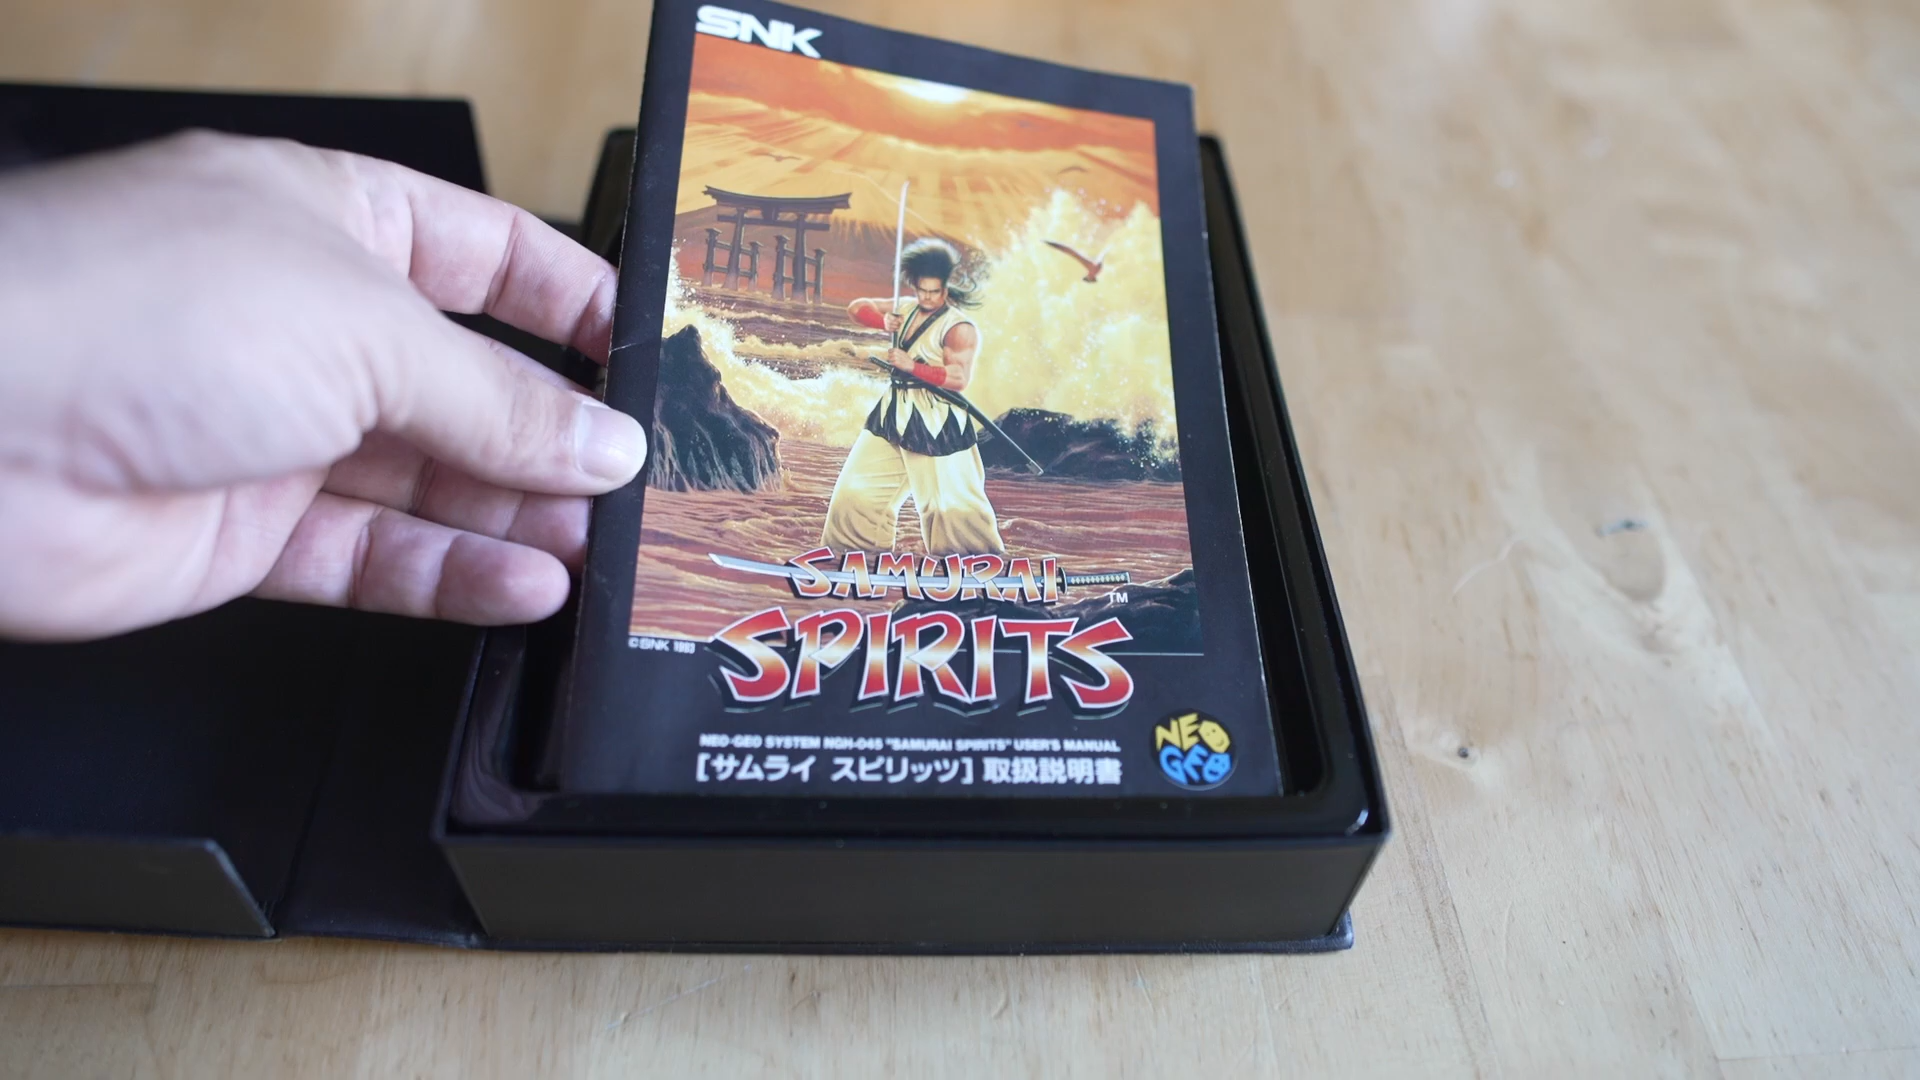 SNK
SAMURAI
TM
SPIRITS
©SNK 1993
NEO·GEO SYSTEM NGH-045 "SAMURAI SPIRITS" USER'S MANUAL
[サムライ スピリッツ] 取扱説明書
NEO
GEO